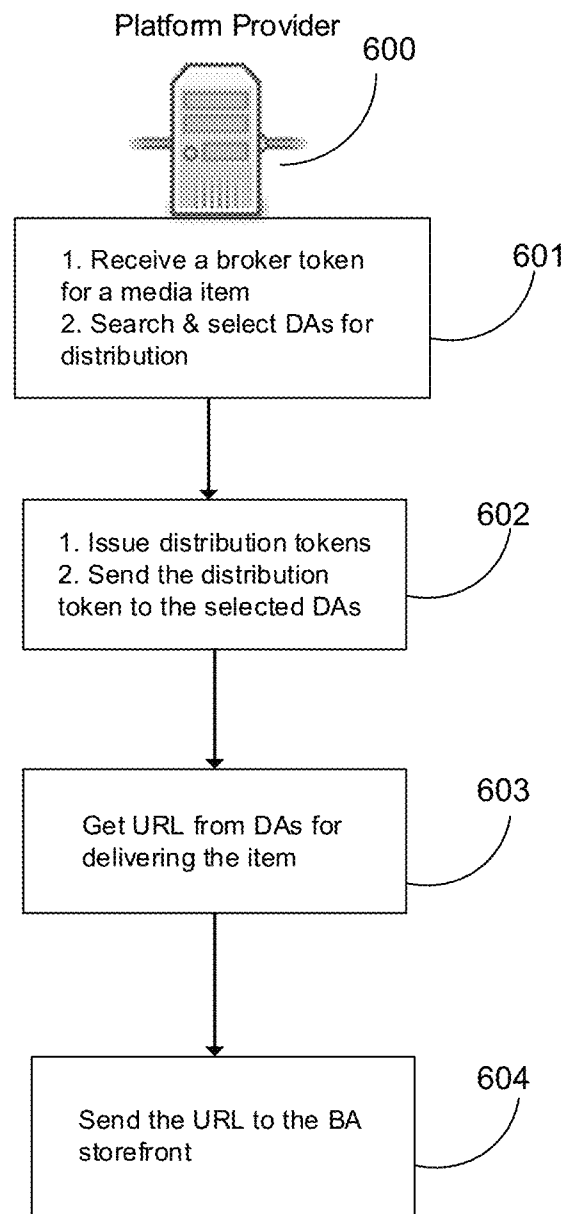 Platform Provider
600
1. Receive a broker token
for a media item
2. Search & select DAs for
distribution
601
1. Issue distribution tokens
2. Send the distribution
token to the selected DAs
602
Get URL from DAs for
delivering the item
603
Send the URL to the BA
storefront
604